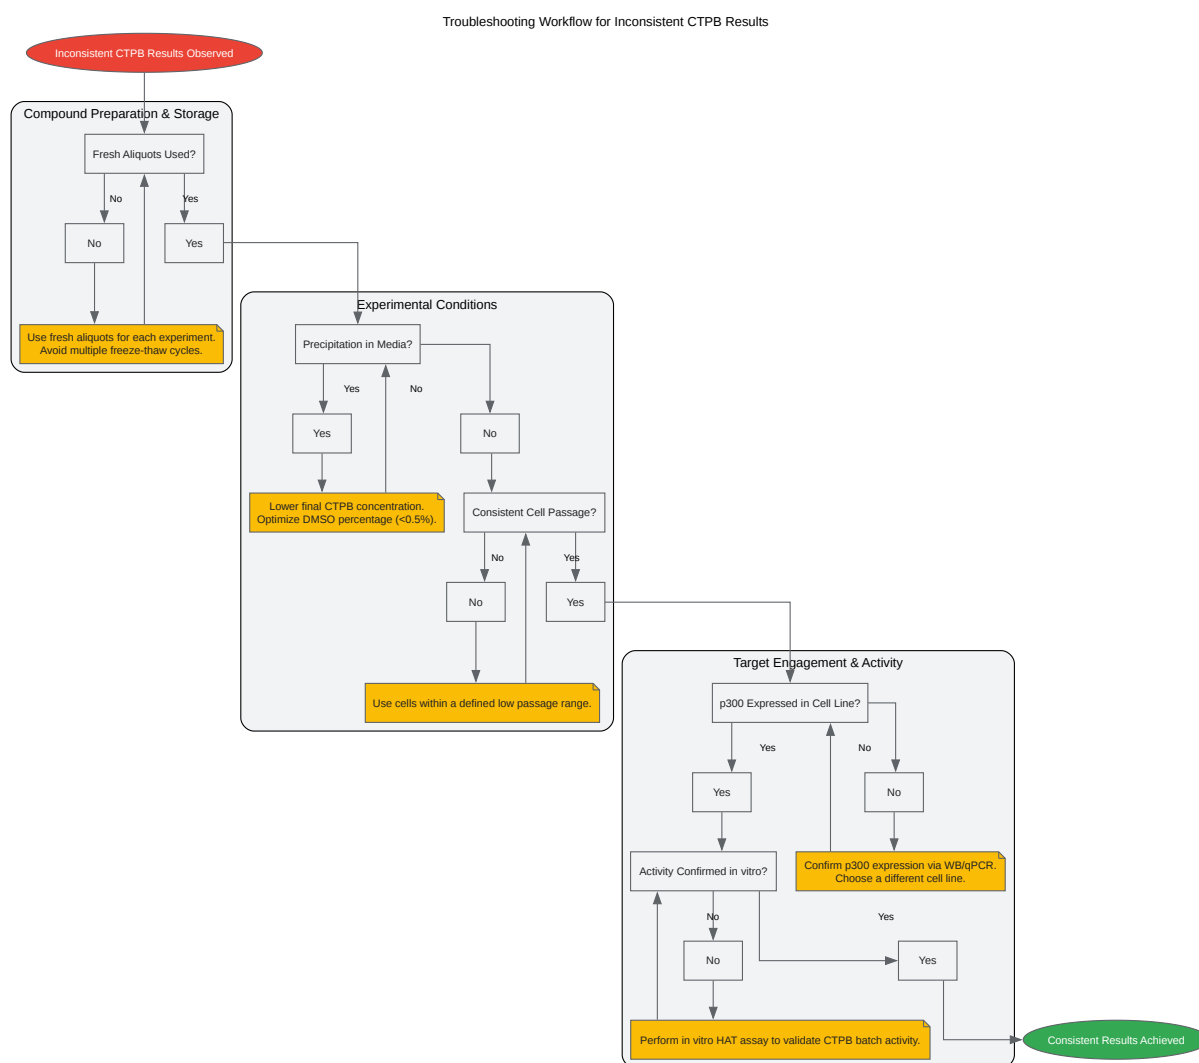 Troubleshooting Workflow for Inconsistent CTPB Results
Inconsistent CTPB Results Observed
Compound Preparation & Storage
Fresh Aliquots Used?
No
Yes
No
Yes
Use fresh aliquots for each experiment.
Avoid multiple freeze-thaw cycles.
Experimental Conditions
Precipitation in Media?
Yes
No
Yes
No
Lower final CTPB concentration.
Optimize DMSO percentage (<0.5%).
Consistent Cell Passage?
No
Yes
No
Yes
Use cells within a defined low passage range.
Target Engagement & Activity
p300 Expressed in Cell Line?
Yes
No
Yes
No
Activity Confirmed in vitro?
Confirm p300 expression via WB/qPCR.
Choose a different cell line.
No
Yes
No
Yes
Perform in vitro HAT assay to validate CTPB batch activity.
Consistent Results Achieved